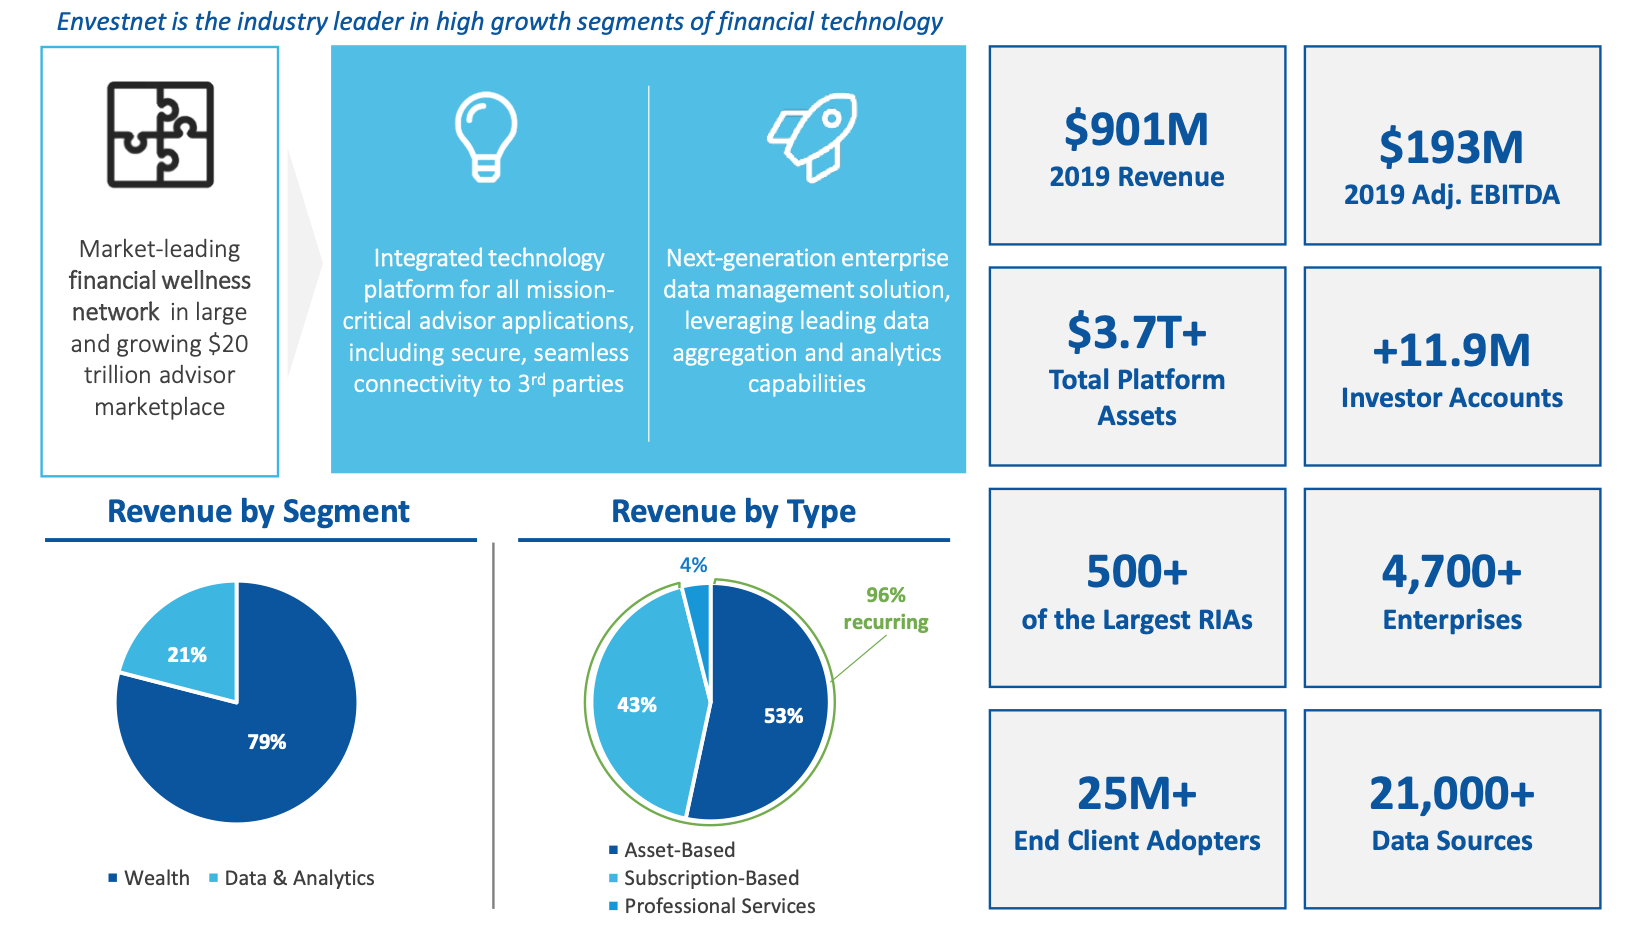 Envestnet is the industry leader in high growth segments of financial technology
Market-leading
financial wellness
network in large
and growing $20
trillion advisor
marketplace
Integrated technology
platform for all mission-
critical advisor applications,
including secure, seamless
connectivity to 3rd parties
Next-generation enterprise
data management solution,
leveraging leading data
aggregation and analytics
capabilities
$901M
2019 Revenue
$193M
2019 Adj. EBITDA
$3.7T+
Total Platform
Assets
+11.9M
Investor Accounts
500+
of the Largest RIAs
4,700+
Enterprises
25M+
End Client Adopters
21,000+
Data Sources
Revenue by Segment
21%
79%
Wealth
Data & Analytics
Revenue by Type
4%
96%
recurring
43%
53%
Asset-Based
Subscription-Based
Professional Services